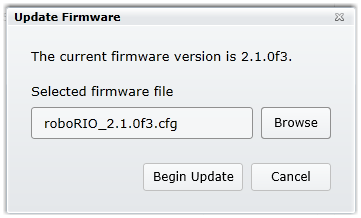 Update Firmware
The current firmware version is 2.1.0f3.
Selected firmware file
roboRIO_2.1.0f3.cfg
Browse
Begin Update
Cancel